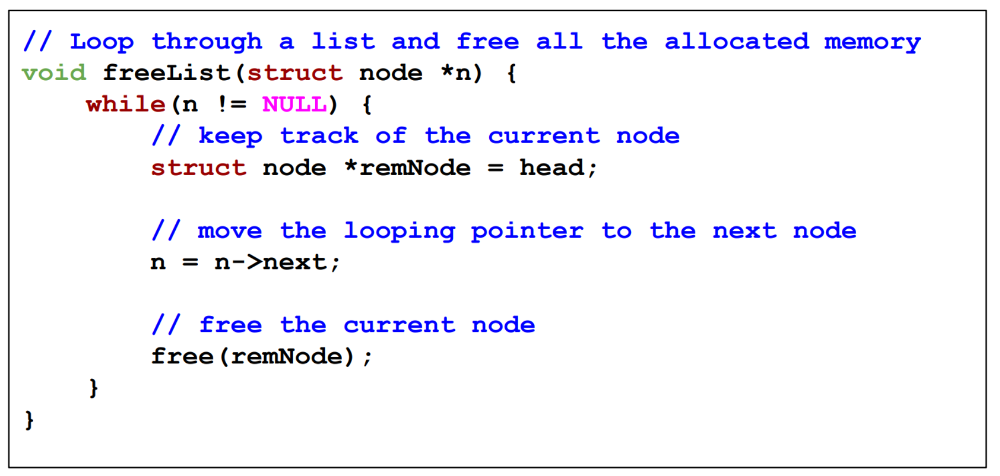 // Loop through a list and free all the allocated memory
void freeList(struct node *n) {
    while(n != NULL) {
        // keep track of the current node
        struct node *remNode = head;

        // move the looping pointer to the next node
        n = n->next;

        // free the current node
        free(remNode);
    }
}